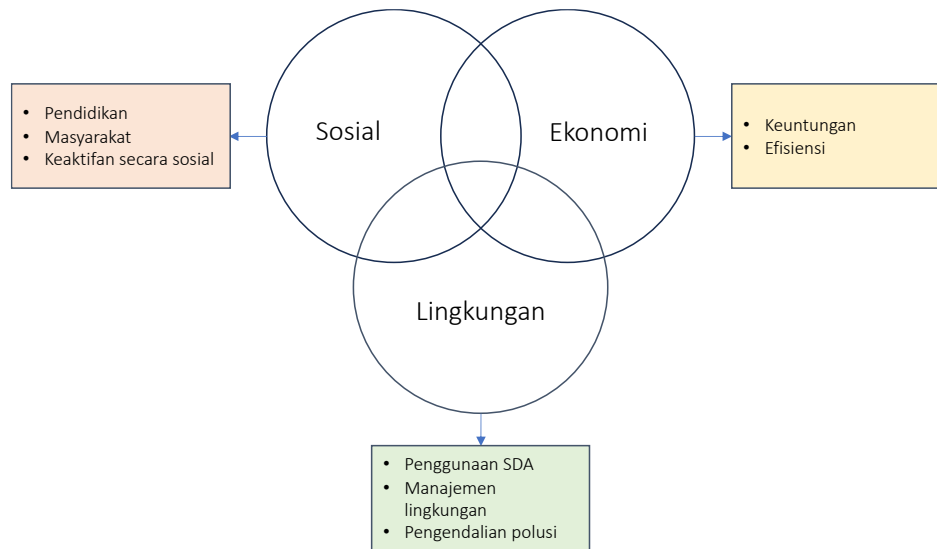 Sosial
Ekonomi
Lingkungan
• Pendidikan
• Masyarakat
• Keaktifan secara sosial
• Keuntungan
• Efisiensi
• Penggunaan SDA
• Manajemen
lingkungan
• Pengendalian polusi